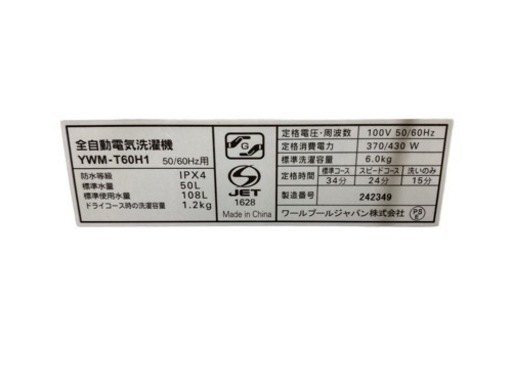 全自動電気洗濯機
YWM-T60H1 50/60Hz用
防水等級 IPX4
標準水量 50L
標準使用水量 108L
ドライコース時の洗濯容量 1.2kg
G
S
JET
1628
Made in China
定格電圧・周波数 100V 50/60Hz
定格消費電力 370/430 W
標準洗濯容量 6.0kg
定格時間 標準コース スピードコース 洗いのみ
34分 24分 15分
製造番号 242349
ワールプールジャパン株式会社 PS E